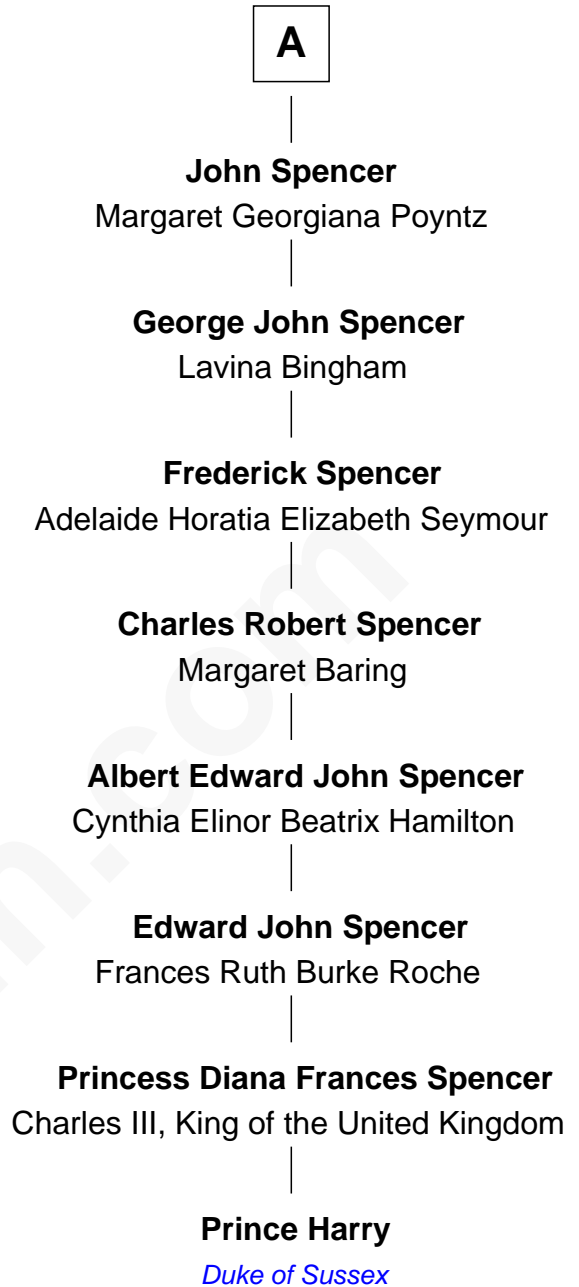 A
John Spencer
Margaret Georgiana Poyntz
George John Spencer
Lavina Bingham
Frederick Spencer
Adelaide Horatia Elizabeth Seymour
Charles Robert Spencer
Margaret Baring
Albert Edward John Spencer
Cynthia Elinor Beatrix Hamilton
Edward John Spencer
Frances Ruth Burke Roche
Princess Diana Frances Spencer
Charles III, King of the United Kingdom
Prince Harry
Duke of Sussex